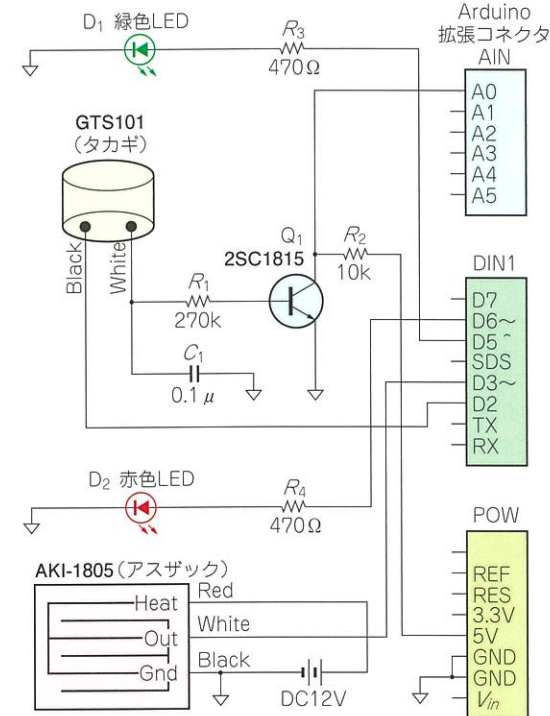 D1 緑色LED
R3
470Ω
Arduino
拡張コネクタ
AIN
A0
A1
A2
A3
A4
A5
GTS101
(タカギ)
Black
White
R1
270k
C1
0.1μ
Q1
2SC1815
R2
10k
DIN1
D7
D6~
D5~
SDS
D3~
D2
TX
RX
D2 赤色LED
R4
470Ω
AKI-1805(アスザック)
Heat
Out
Gnd
Red
White
Black
DC12V
POW
REF
RES
3.3V
5V
GND
GND
Vin